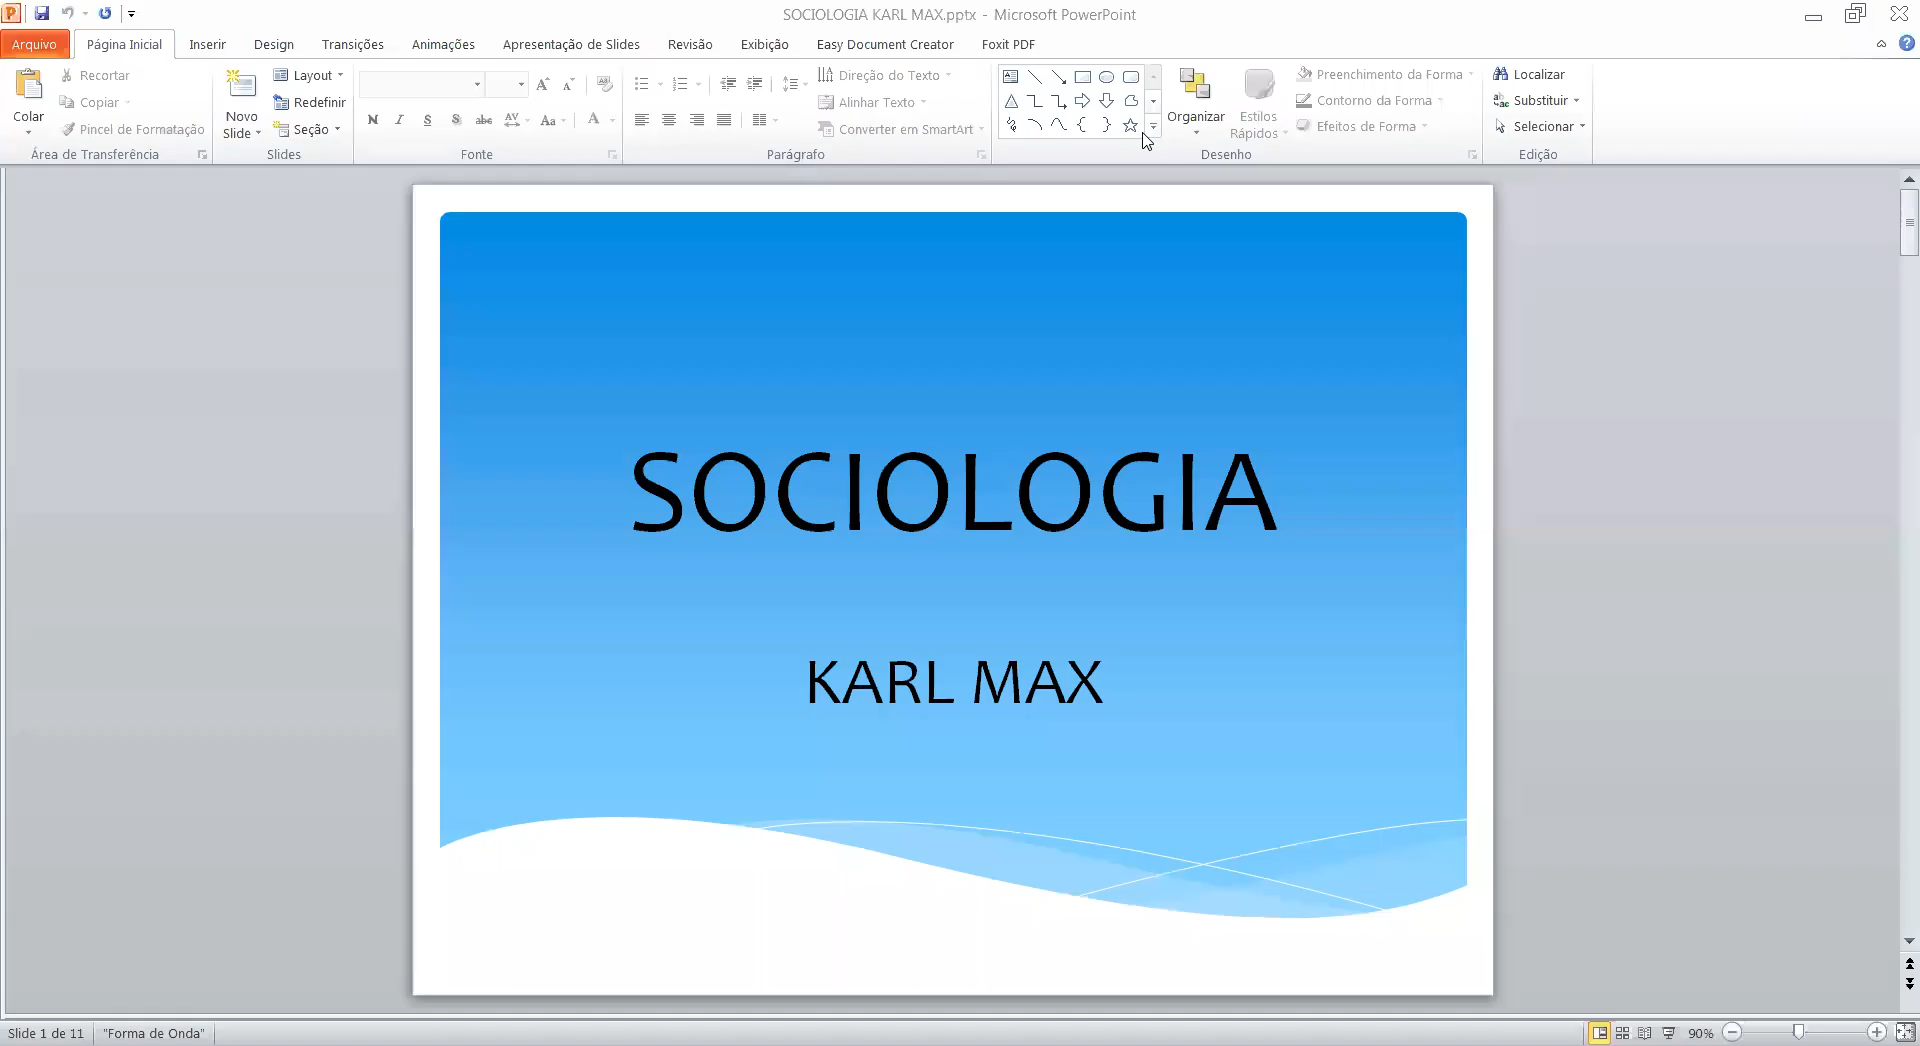 SOCIOLOGIA KARL MAX.pptx - Microsoft PowerPoint
Arquivo Página Inicial Inserir Design Transições Animações Apresentação de Slides Revisão Exibição Easy Document Creator Foxit PDF
Colar
Recortar
Copiar
Pincel de Formatação
Área de Transferência
Novo
Slide
Layout
Redefinir
Seção
Slides
N I S S abc AV Aa A
Fonte
Direção do Texto
Alinhar Texto
Converter em SmartArt
Parágrafo
Organizar
Estilos
Rápidos
Preenchimento da Forma
Contorno da Forma
Efeitos de Forma
Desenho
Localizar
Substituir
Selecionar
Edição
SOCIOLOGIA
KARL MAX
Slide 1 de 11 "Forma de Onda" 90%